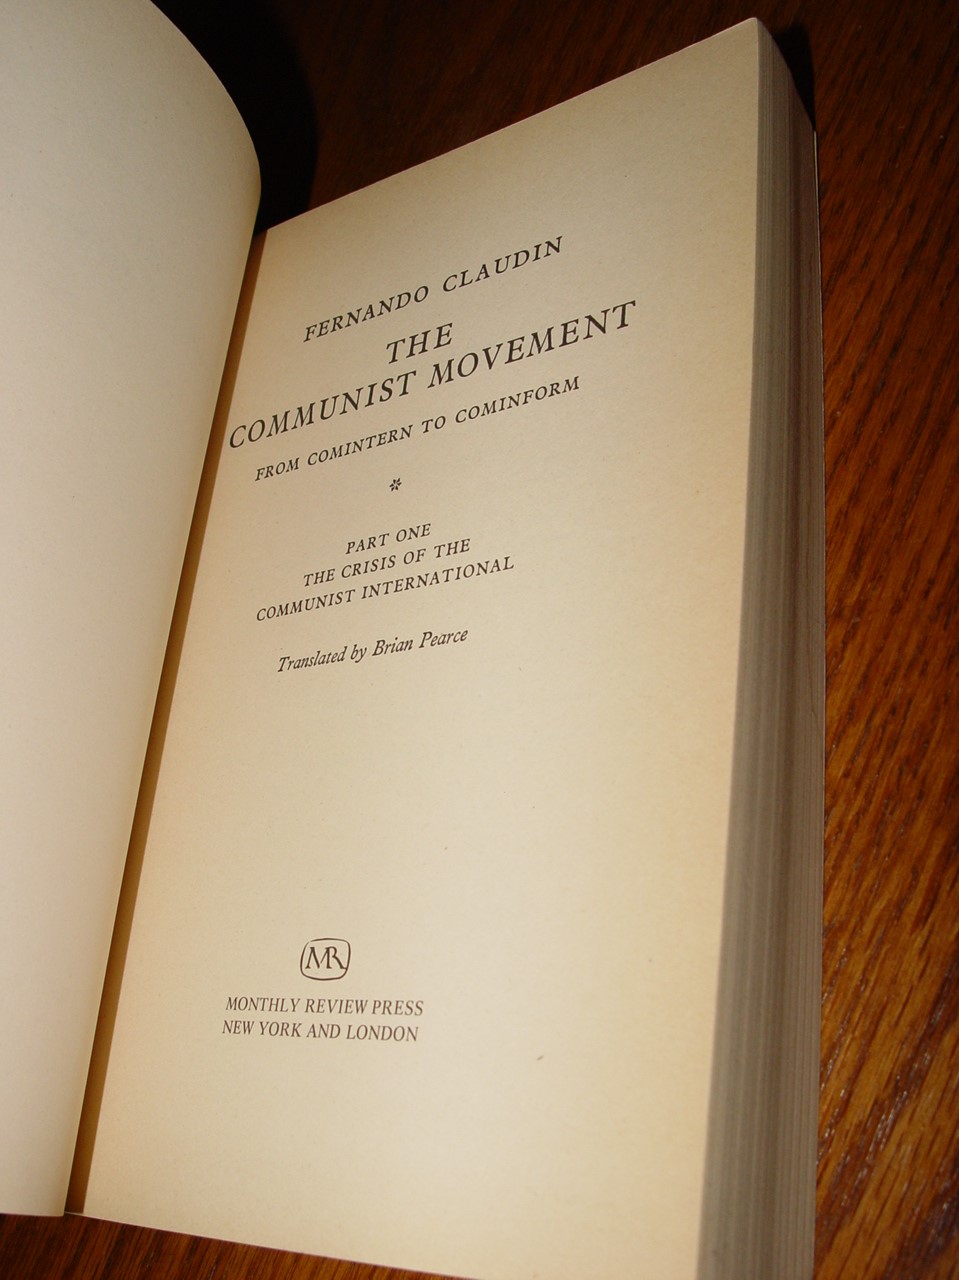 FERNANDO CLAUDIN
THE
COMMUNIST MOVEMENT
FROM COMINTERN TO COMINFORM
PART ONE
THE CRISIS OF THE
COMMUNIST INTERNATIONAL
Translated by Brian Pearce
MR
MONTHLY REVIEW PRESS
NEW YORK AND LONDON